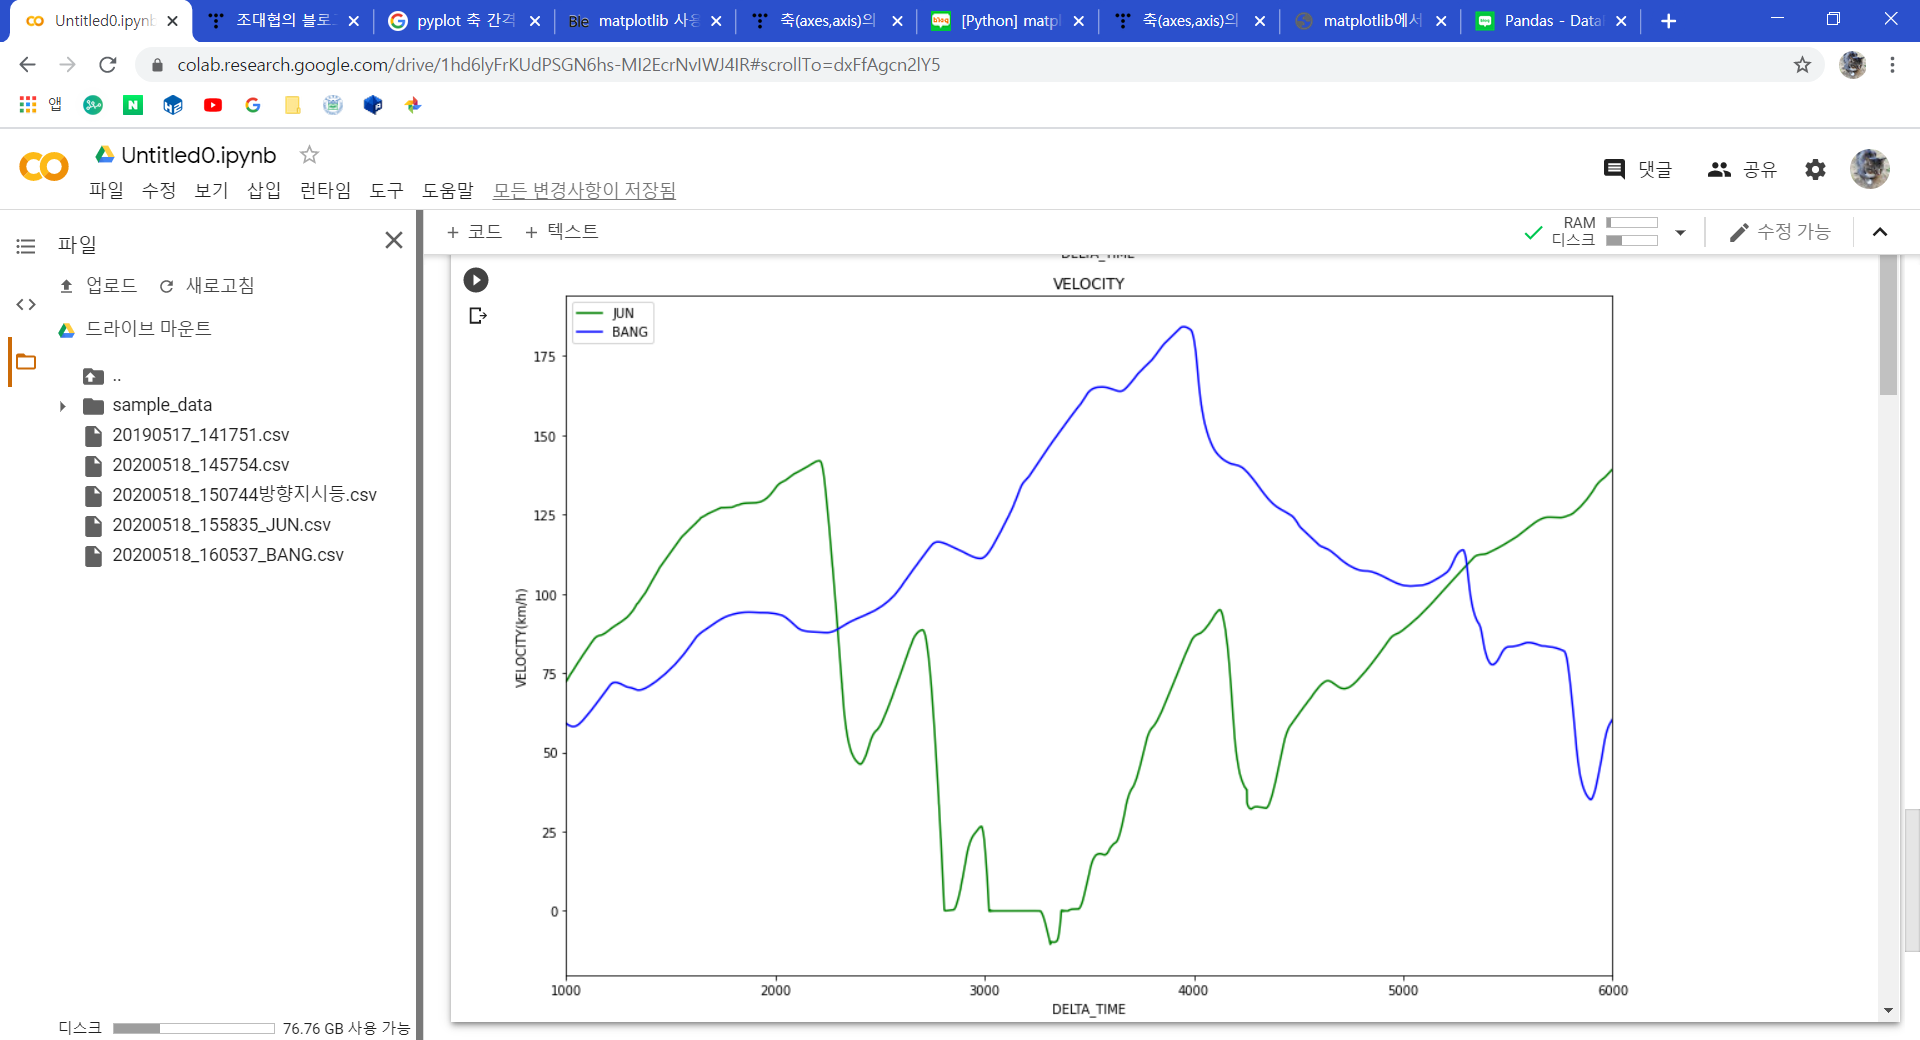 Untitled0.ipynb
조대협의 블로그
pyplot 축 간격
Ble
matplotlib 사용
축(axes,axis)의
blog
[Python] matpl
축(axes,axis)의
matplotlib에서
Pandas - Data
colab.research.google.com/drive/1hd6lyFrKUdPSGN6hs-MI2EcrNvIWJ4IR#scrollTo=dxFfAgcn2lY5
앱
Untitled0.ipynb
파일 수정 보기 삽입 런타임 도구 도움말 모든 변경사항이 저장됨
댓글
공유
파일
업로드 새로고침
드라이브 마운트
..
sample_data
20190517_141751.csv
20200518_145754.csv
20200518_150744방향지시등.csv
20200518_155835_JUN.csv
20200518_160537_BANG.csv
디스크 76.76 GB 사용 가능
+ 코드 + 텍스트
RAM
디스크
수정 가능
DELTA_TIME
VELOCITY
JUN
BANG
175
150
125
100
75
50
25
0
VELOCITY(km/h)
1000 2000 3000 4000 5000 6000
DELTA_TIME